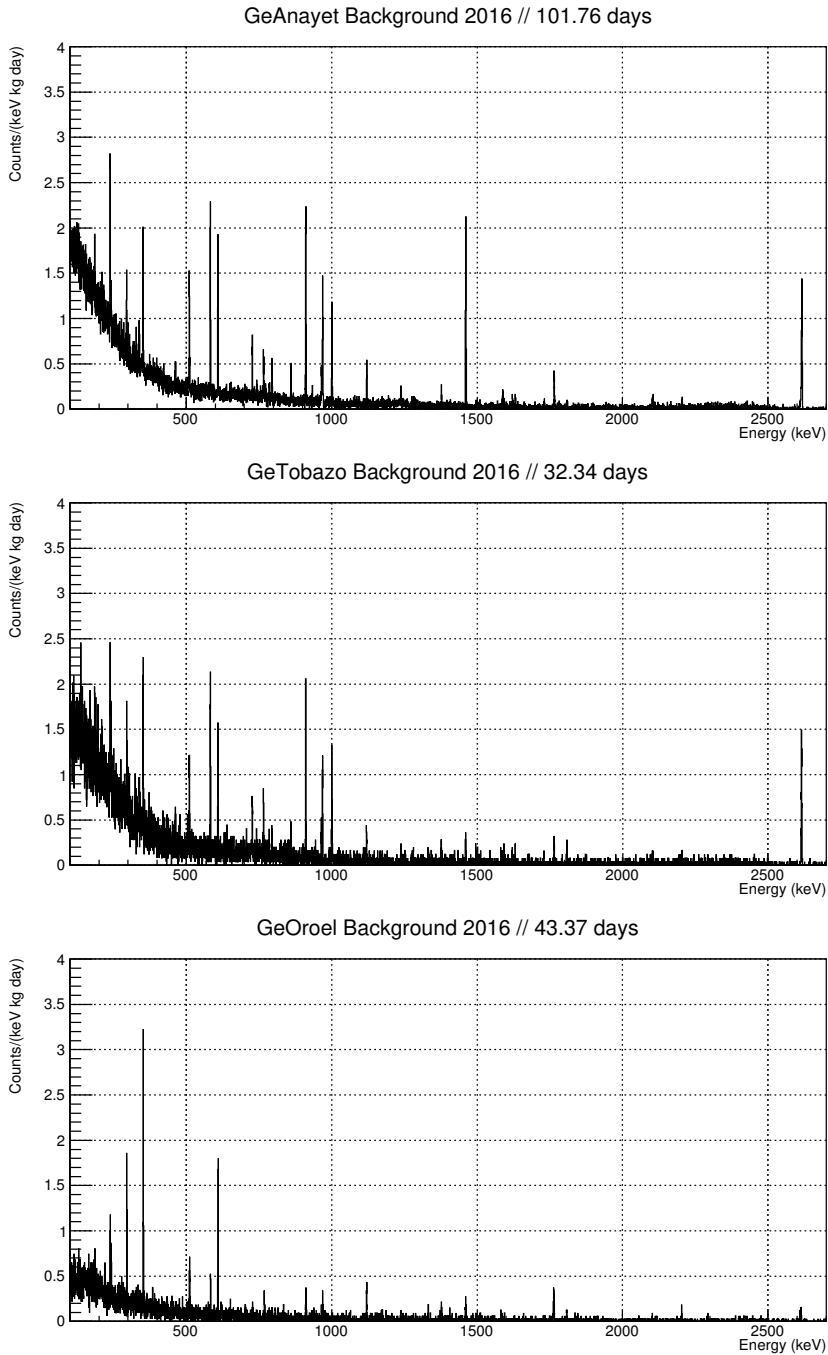 GeAnayet Background 2016 // 101.76 days
Counts/(keV kg day)
4
3.5
3
2.5
2
1.5
1
0.5
0
500 1000 1500 2000 2500
Energy (keV)
GeTobazo Background 2016 // 32.34 days
Counts/(keV kg day)
4
3.5
3
2.5
2
1.5
1
0.5
0
500 1000 1500 2000 2500
Energy (keV)
GeOroel Background 2016 // 43.37 days
Counts/(keV kg day)
4
3.5
3
2.5
2
1.5
1
0.5
0
500 1000 1500 2000 2500
Energy (keV)